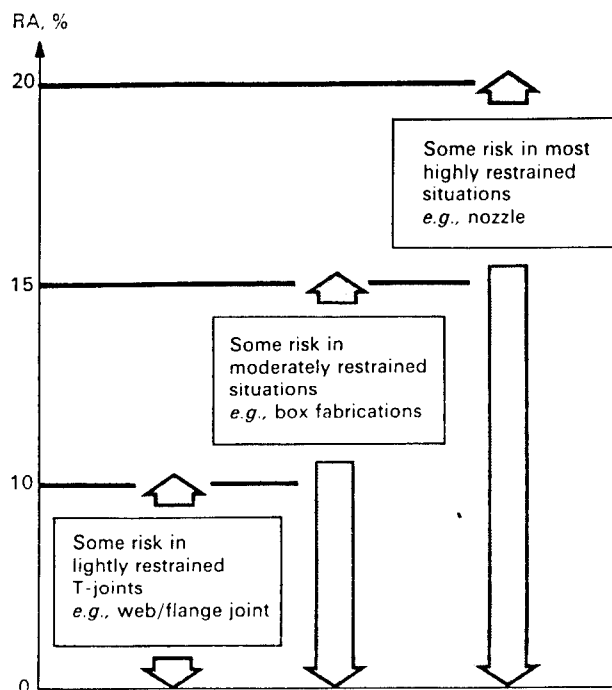 RA, %
20
Some risk in most
highly restrained
situations
e.g., nozzle
15
Some risk in
moderately restrained
situations
e.g., box fabrications
10
Some risk in
lightly restrained
T-joints
e.g., web/flange joint
0